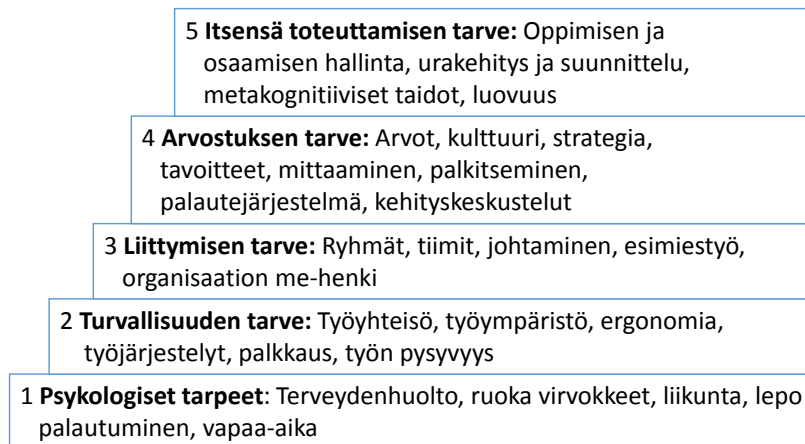 5 Itsensä toteuttamisen tarve: Oppimisen ja
osaamisen hallinta, urakehitys ja suunnittelu,
metakognitiiviset taidot, luovuus
4 Arvostuksen tarve: Arvot, kulttuuri, strategia,
tavoitteet, mittaaminen, palkitseminen,
palautejärjestelmä, kehityskeskustelut
3 Liittymisen tarve: Ryhmät, tiimit, johtaminen, esimiestyö,
organisaation me-henki
2 Turvallisuuden tarve: Työyhteisö, työympäristö, ergonomia,
työjärjestelyt, palkkaus, työn pysyvyys
1 Psykologiset tarpeet: Terveydenhuolto, ruoka virvokkeet, liikunta, lepo
palautuminen, vapaa-aika